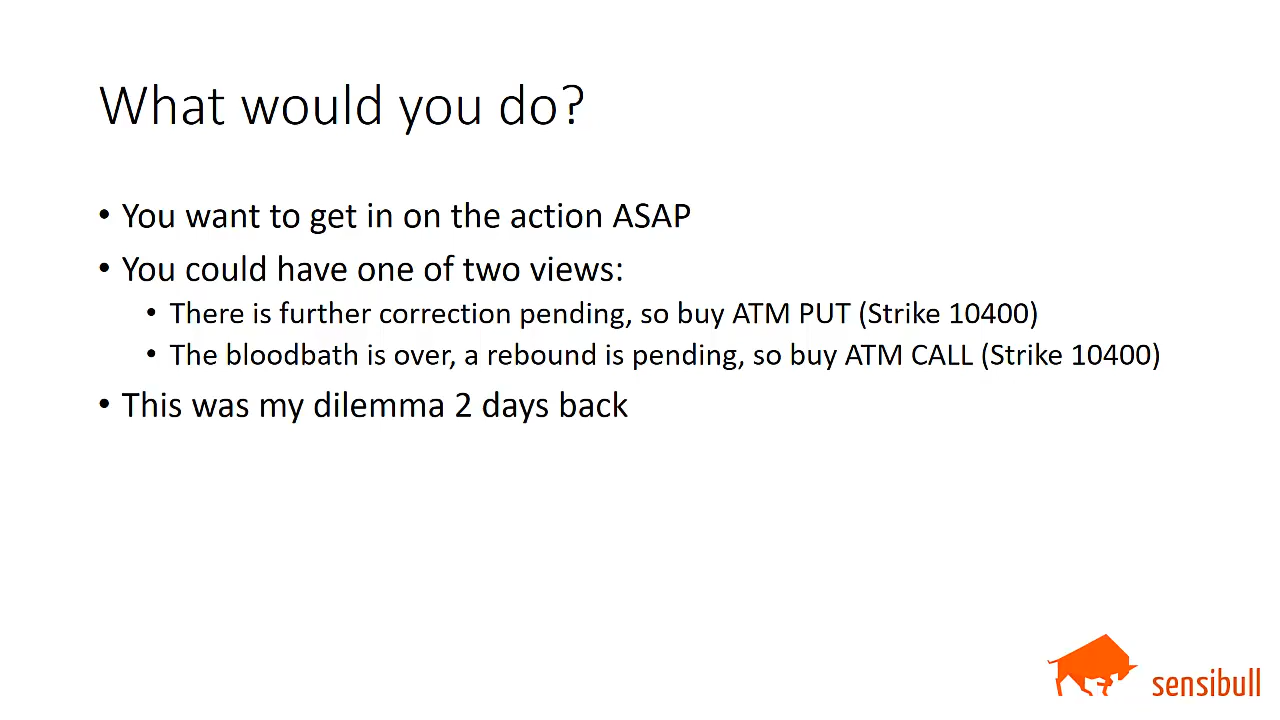 What would you do?
• You want to get in on the action ASAP
• You could have one of two views:
• There is further correction pending, so buy ATM PUT (Strike 10400)
• The bloodbath is over, a rebound is pending, so buy ATM CALL (Strike 10400)
• This was my dilemma 2 days back
sensibull